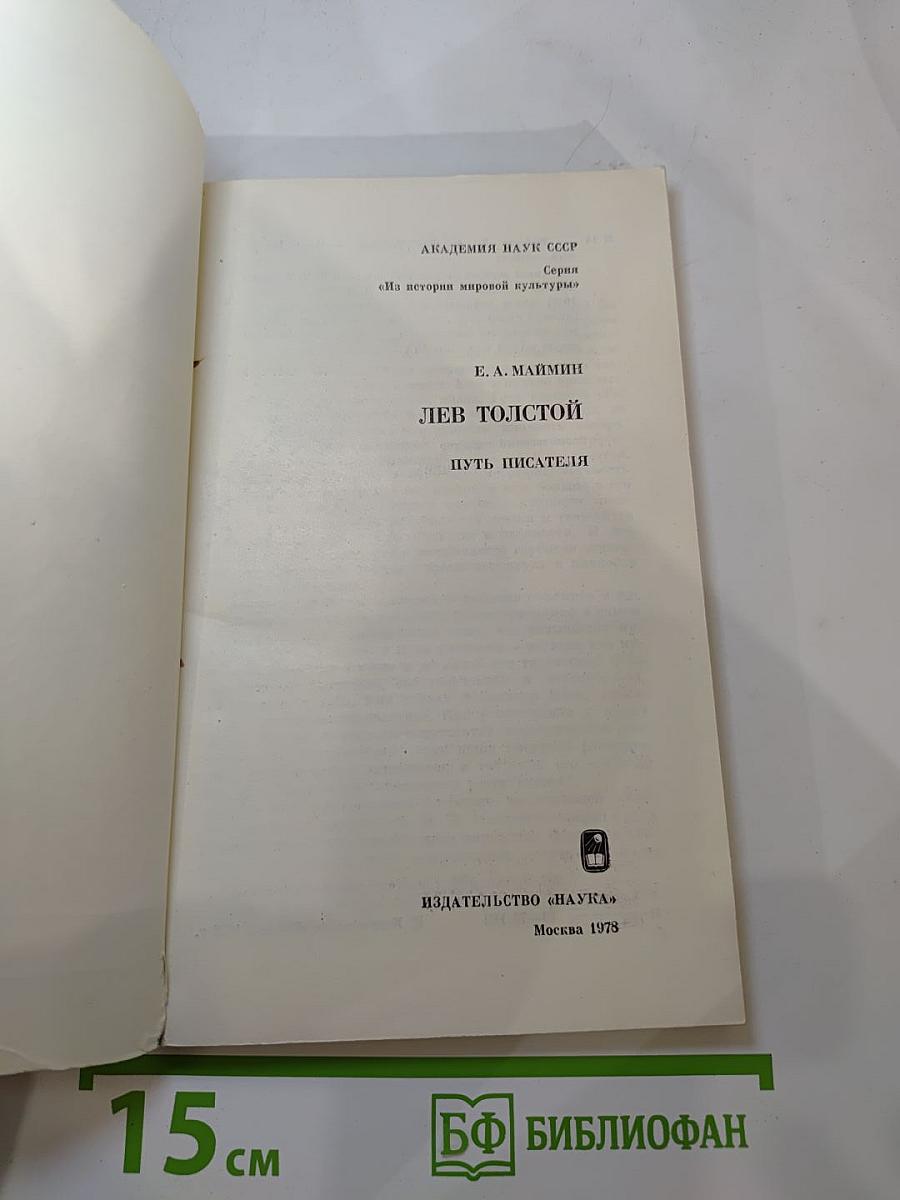 АКАДЕМИЯ НАУК СССР
Серия
«Из истории мировой культуры»
Е. А. МАЙМИН
ЛЕВ ТОЛСТОЙ
ПУТЬ ПИСАТЕЛЯ
ИЗДАТЕЛЬСТВО «НАУКА»
Москва 1978
15 см
БФ БИБЛИОФАН